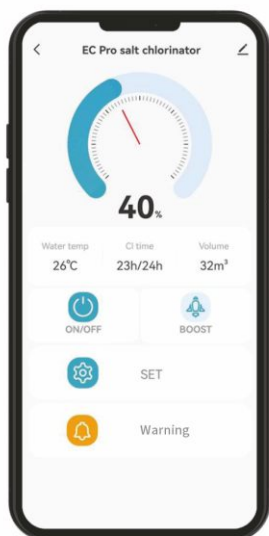 EC Pro salt chlorinator
40%
Water temp Cl time Volume
26℃ 23h/24h 32m³
ON/OFF BOOST
SET
Warning